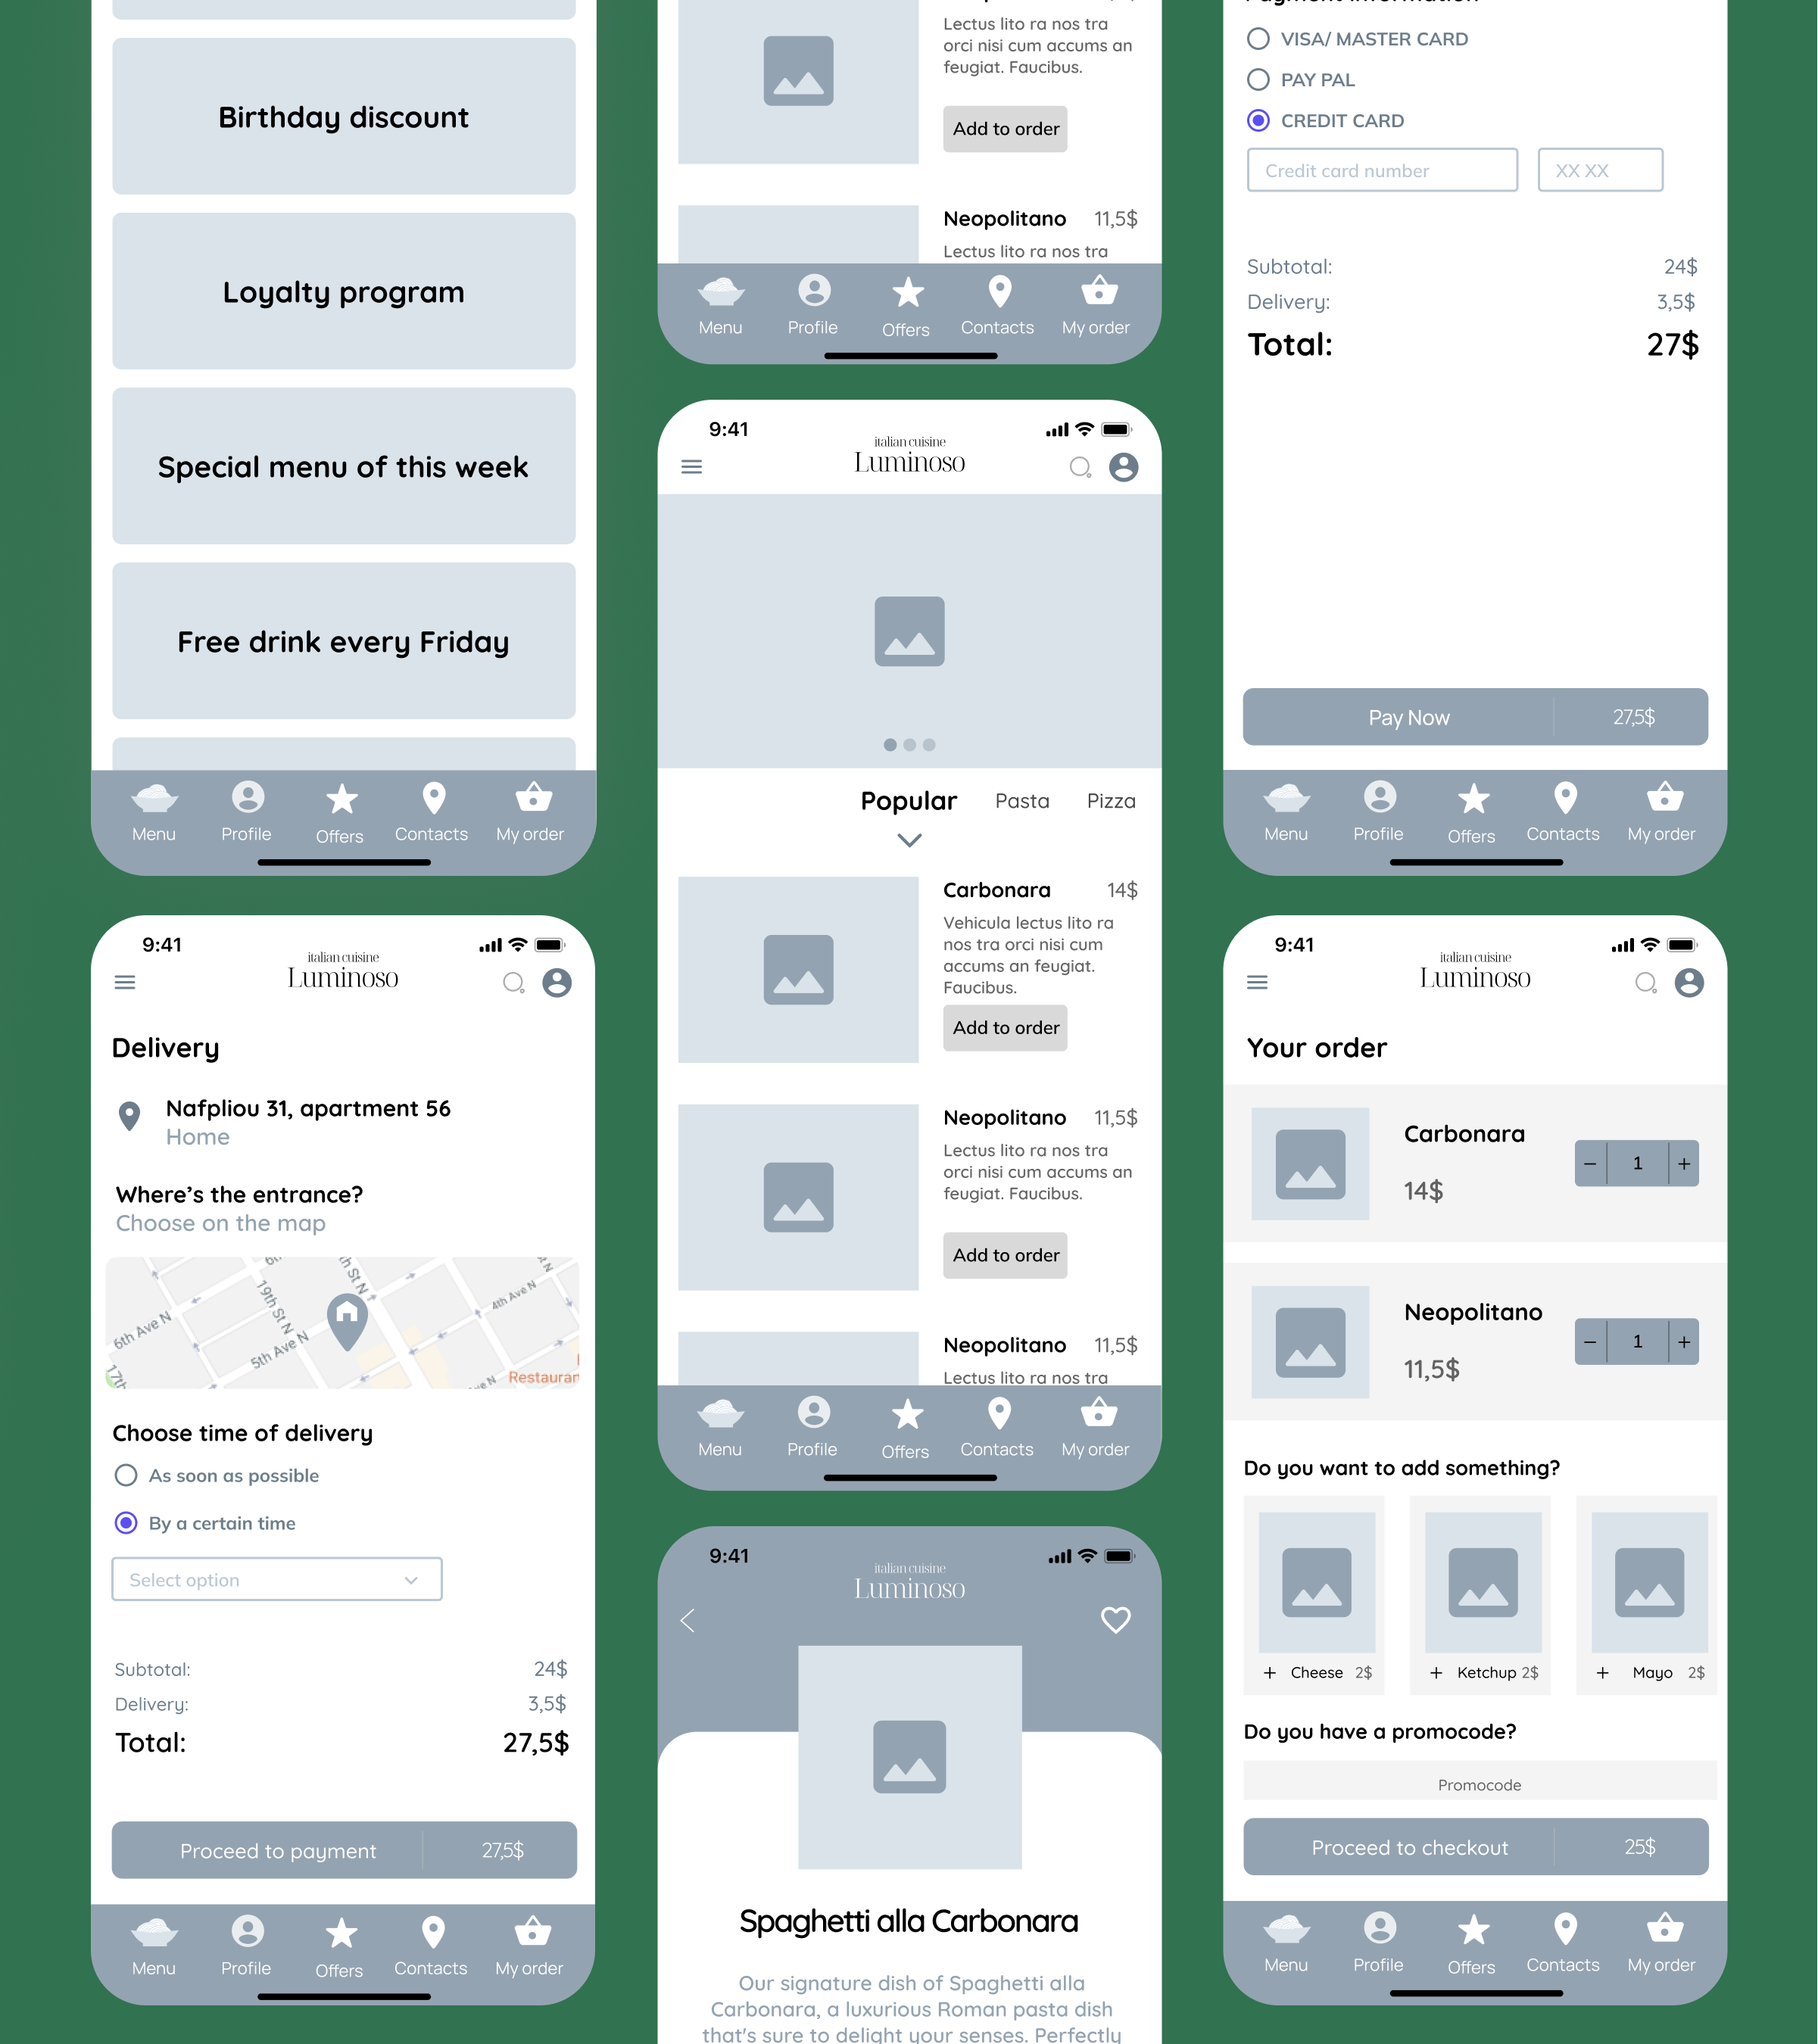 Birthday discount
Loyalty program
Special menu of this week
Free drink every Friday
Menu
Profile
Offers
Contacts
My order
9:41
italian cuisine
Luminoso
Delivery
Nafpliou 31, apartment 56
Home
Where's the entrance?
Choose on the map
6th Ave N
19th St N
5th Ave N
4th Ave N
17th
Restauran
Choose time of delivery
As soon as possible
By a certain time
Select option
Subtotal: 24$
Delivery: 3,5$
Total: 27,5$
Proceed to payment 27,5$
Menu
Profile
Offers
Contacts
My order
Lectus lito ra nos tra
orci nisi cum accums an
feugiat. Faucibus.
Add to order
Neopolitano 11,5$
Lectus lito ra nos tra
Menu
Profile
Offers
Contacts
My order
9:41
italian cuisine
Luminoso
Popular Pasta Pizza
Carbonara 14$
Vehicula lectus lito ra
nos tra orci nisi cum
accums an feugiat.
Faucibus.
Add to order
Neopolitano 11,5$
Lectus lito ra nos tra
orci nisi cum accums an
feugiat. Faucibus.
Add to order
Neopolitano 11,5$
Lectus lito ra nos tra
Menu
Profile
Offers
Contacts
My order
9:41
italian cuisine
Luminoso
Spaghetti alla Carbonara
Our signature dish of Spaghetti alla
Carbonara, a luxurious Roman pasta dish
that's sure to delight your senses. Perfectly
Payment information
VISA/ MASTER CARD
PAY PAL
CREDIT CARD
Credit card number
XX XX
Subtotal: 24$
Delivery: 3,5$
Total: 27$
Pay Now 27,5$
Menu
Profile
Offers
Contacts
My order
9:41
italian cuisine
Luminoso
Your order
Carbonara
14$
− 1 +
Neopolitano
11,5$
− 1 +
Do you want to add something?
+ Cheese 2$
+ Ketchup 2$
+ Mayo 2$
Do you have a promocode?
Promocode
Proceed to checkout 25$
Menu
Profile
Offers
Contacts
My order